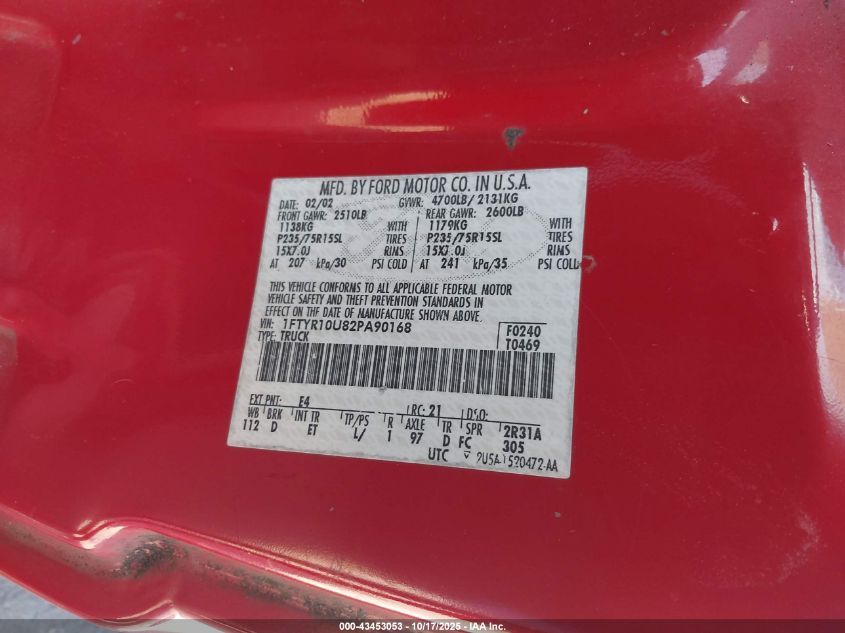 MFD. BY FORD MOTOR CO. IN U.S.A.
DATE: 02/02 GVWR: 4700LB/ 2131KG
FRONT GAWR: 2510LB REAR GAWR: 2600LB
1138KG WITH 1179KG WITH
P235/75R15SL TIRES P235/75R15SL TIRES
15X7.0J RIMS 15X7.0J RIMS
AT 207 kPa/30 PSI COLD AT 241 kPa/35 PSI COLD
THIS VEHICLE CONFORMS TO ALL APPLICABLE FEDERAL MOTOR
VEHICLE SAFETY AND THEFT PREVENTION STANDARDS IN
EFFECT ON THE DATE OF MANUFACTURE SHOWN ABOVE.
VIN: 1FTYR10U82PA90168 F0240
TYPE: TRUCK T0469
EXT PNT: E4 RC: 21 DSO:
WB BRK INT TR TP/PS R AXLE TR SPR 2R31A
112 D ET L/ 1 97 D FC 305
UTC 2U5A-1520472-AA
000-43453053 - 10/17/2025 - IAA Inc.